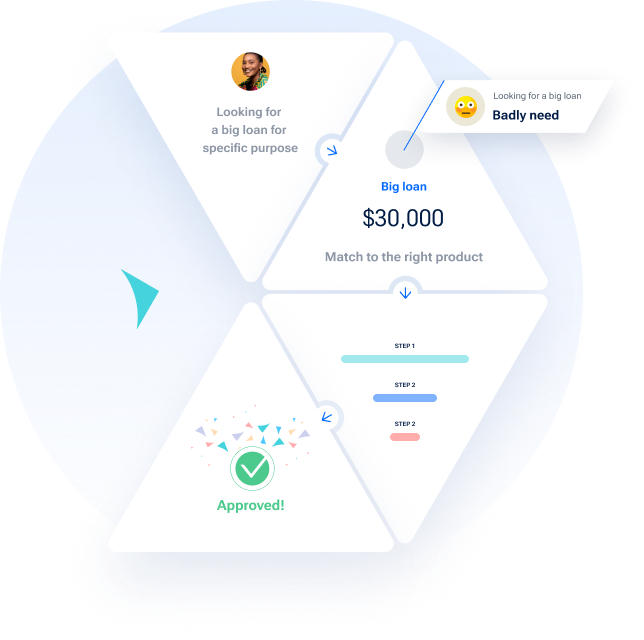 Looking for
a big loan for
specific purpose
Looking for a big loan
Badly need
Big loan
$30,000
Match to the right product
STEP 1
STEP 2
STEP 2
Approved!